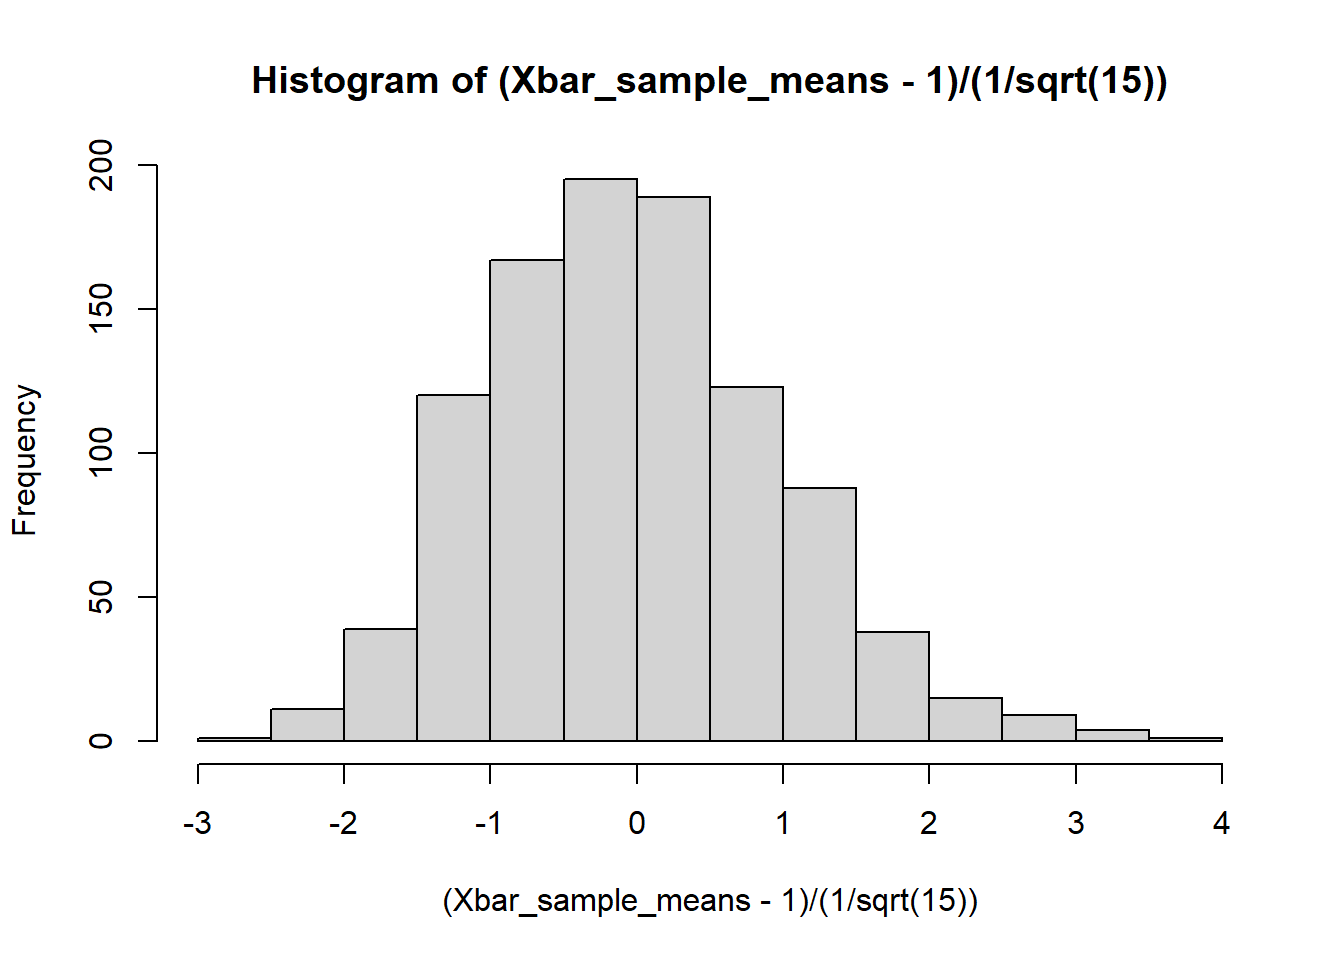 Histogram of (Xbar_sample_means - 1)/(1/sqrt(15))
Frequency
200
150
100
50
0
-3 -2 -1 0 1 2 3 4
(Xbar_sample_means - 1)/(1/sqrt(15))